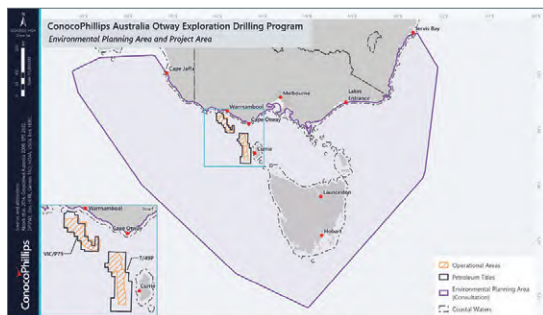 ConocoPhillips Australia Otway Exploration Drilling Program
Environmental Planning Area and Project Area
Jervis Bay
Cape Jaffa
Melbourne
Lakes
Entrance
Warrnambool
Cape Otway
Currie
Launceston
Hobart
Warrnambool
Cape Otway
VIC/P79
T/49P
Currie
Operational Areas
Petroleum Titles
Environmental Planning Area
(Consultation)
Coastal Waters
ConocoPhillips